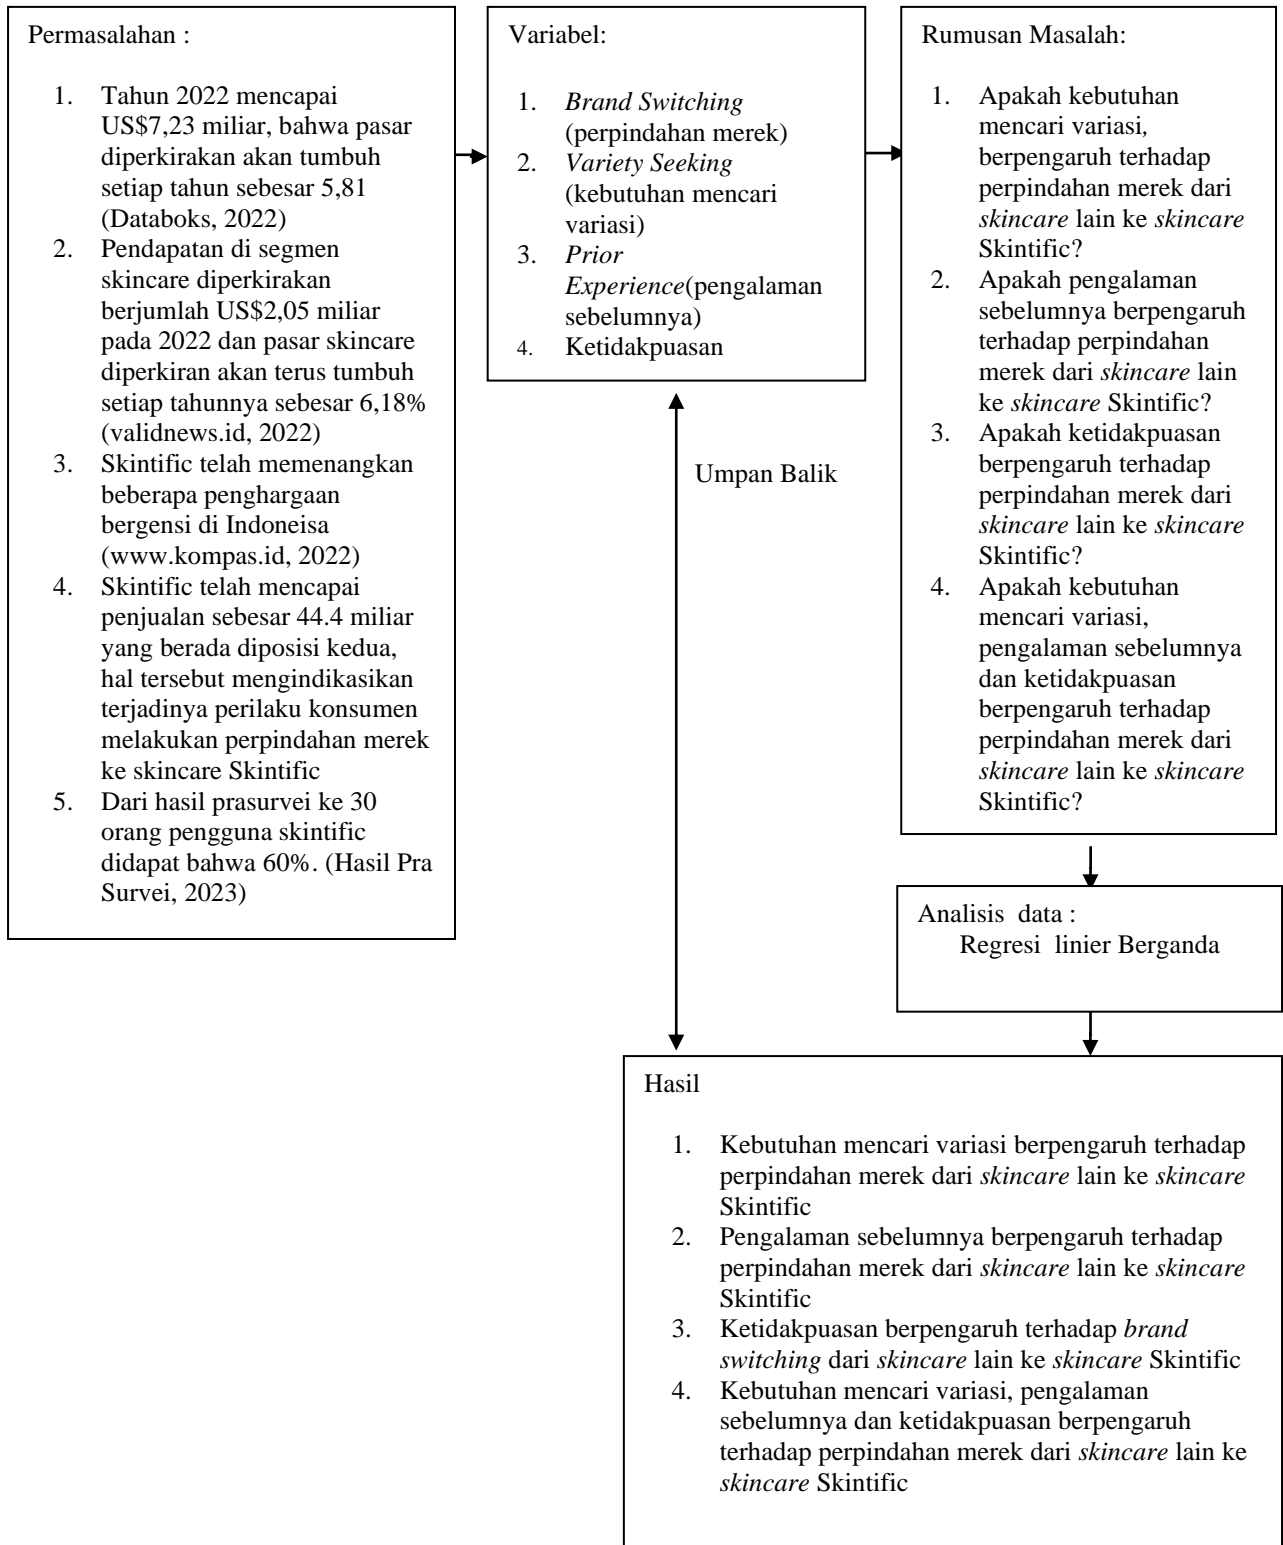 Permasalahan :
1. Tahun 2022 mencapai
US$7,23 miliar, bahwa pasar
diperkirakan akan tumbuh
setiap tahun sebesar 5,81
(Databoks, 2022)
2. Pendapatan di segmen
skincare diperkirakan
berjumlah US$2,05 miliar
pada 2022 dan pasar skincare
diperkiran akan terus tumbuh
setiap tahunnya sebesar 6,18%
(validnews.id, 2022)
3. Skintific telah memenangkan
beberapa penghargaan
bergensi di Indoneisa
(www.kompas.id, 2022)
4. Skintific telah mencapai
penjualan sebesar 44.4 miliar
yang berada diposisi kedua,
hal tersebut mengindikasikan
terjadinya perilaku konsumen
melakukan perpindahan merek
ke skincare Skintific
5. Dari hasil prasurvei ke 30
orang pengguna skintific
didapat bahwa 60%. (Hasil Pra
Survei, 2023)
Variabel:
1. Brand Switching
(perpindahan merek)
2. Variety Seeking
(kebutuhan mencari
variasi)
3. Prior
Experience(pengalaman
sebelumnya)
4. Ketidakpuasan
Rumusan Masalah:
1. Apakah kebutuhan
mencari variasi,
berpengaruh terhadap
perpindahan merek dari
skincare lain ke skincare
Skintific?
2. Apakah pengalaman
sebelumnya berpengaruh
terhadap perpindahan
merek dari skincare lain
ke skincare Skintific?
3. Apakah ketidakpuasan
berpengaruh terhadap
perpindahan merek dari
skincare lain ke skincare
Skintific?
4. Apakah kebutuhan
mencari variasi,
pengalaman sebelumnya
dan ketidakpuasan
berpengaruh terhadap
perpindahan merek dari
skincare lain ke skincare
Skintific?
Umpan Balik
Analisis data :
Regresi linier Berganda
Hasil
1. Kebutuhan mencari variasi berpengaruh terhadap
perpindahan merek dari skincare lain ke skincare
Skintific
2. Pengalaman sebelumnya berpengaruh terhadap
perpindahan merek dari skincare lain ke skincare
Skintific
3. Ketidakpuasan berpengaruh terhadap brand
switching dari skincare lain ke skincare Skintific
4. Kebutuhan mencari variasi, pengalaman
sebelumnya dan ketidakpuasan berpengaruh
terhadap perpindahan merek dari skincare lain ke
skincare Skintific